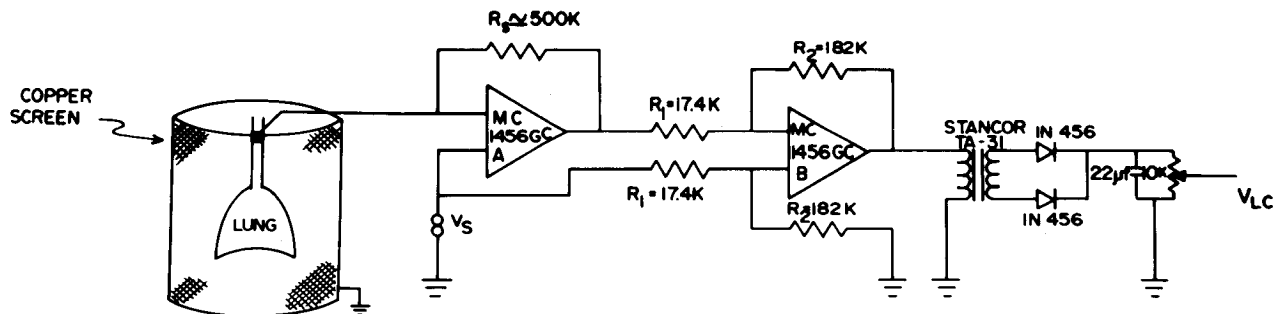 COPPER
SCREEN
LUNG
Rs≃500K
MC
1456GC
A
VS
R1=17.4K
R1=17.4K
R2=182K
MC
1456GC
B
R2=182K
STANCOR
TA-31
IN 456
IN 456
22μf
10K
VLC